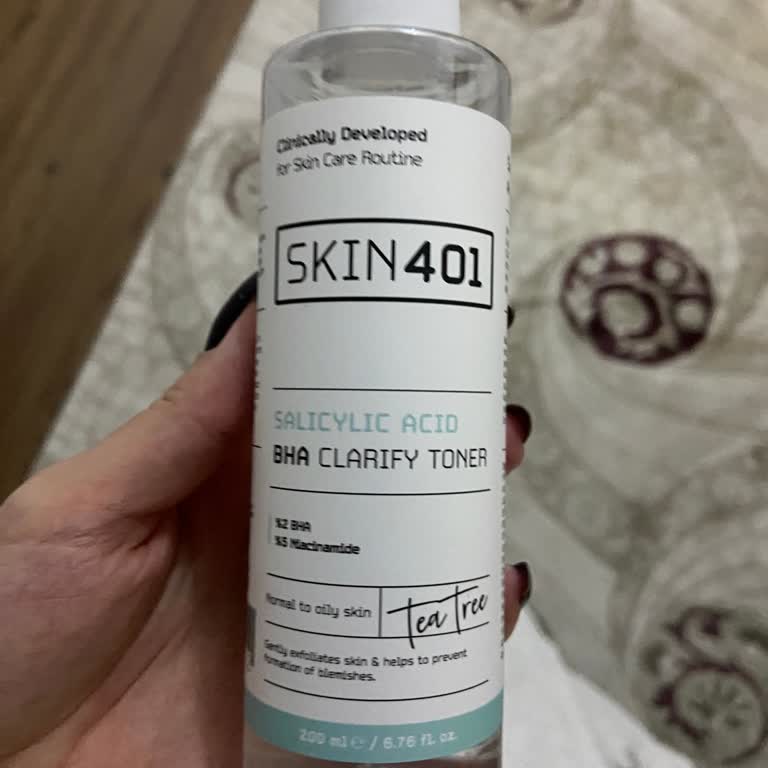 Clinically Developed
for Skin Care Routine
SKIN401
SALICYLIC ACID
BHA CLARIFY TONER
%2 BHA
%5 Niacinamide
Normal to oily skin
Tea Tree
Gently exfoliates skin & helps to prevent
formation of blemishes.
200 ml ℮ / 6.76 fl. oz.